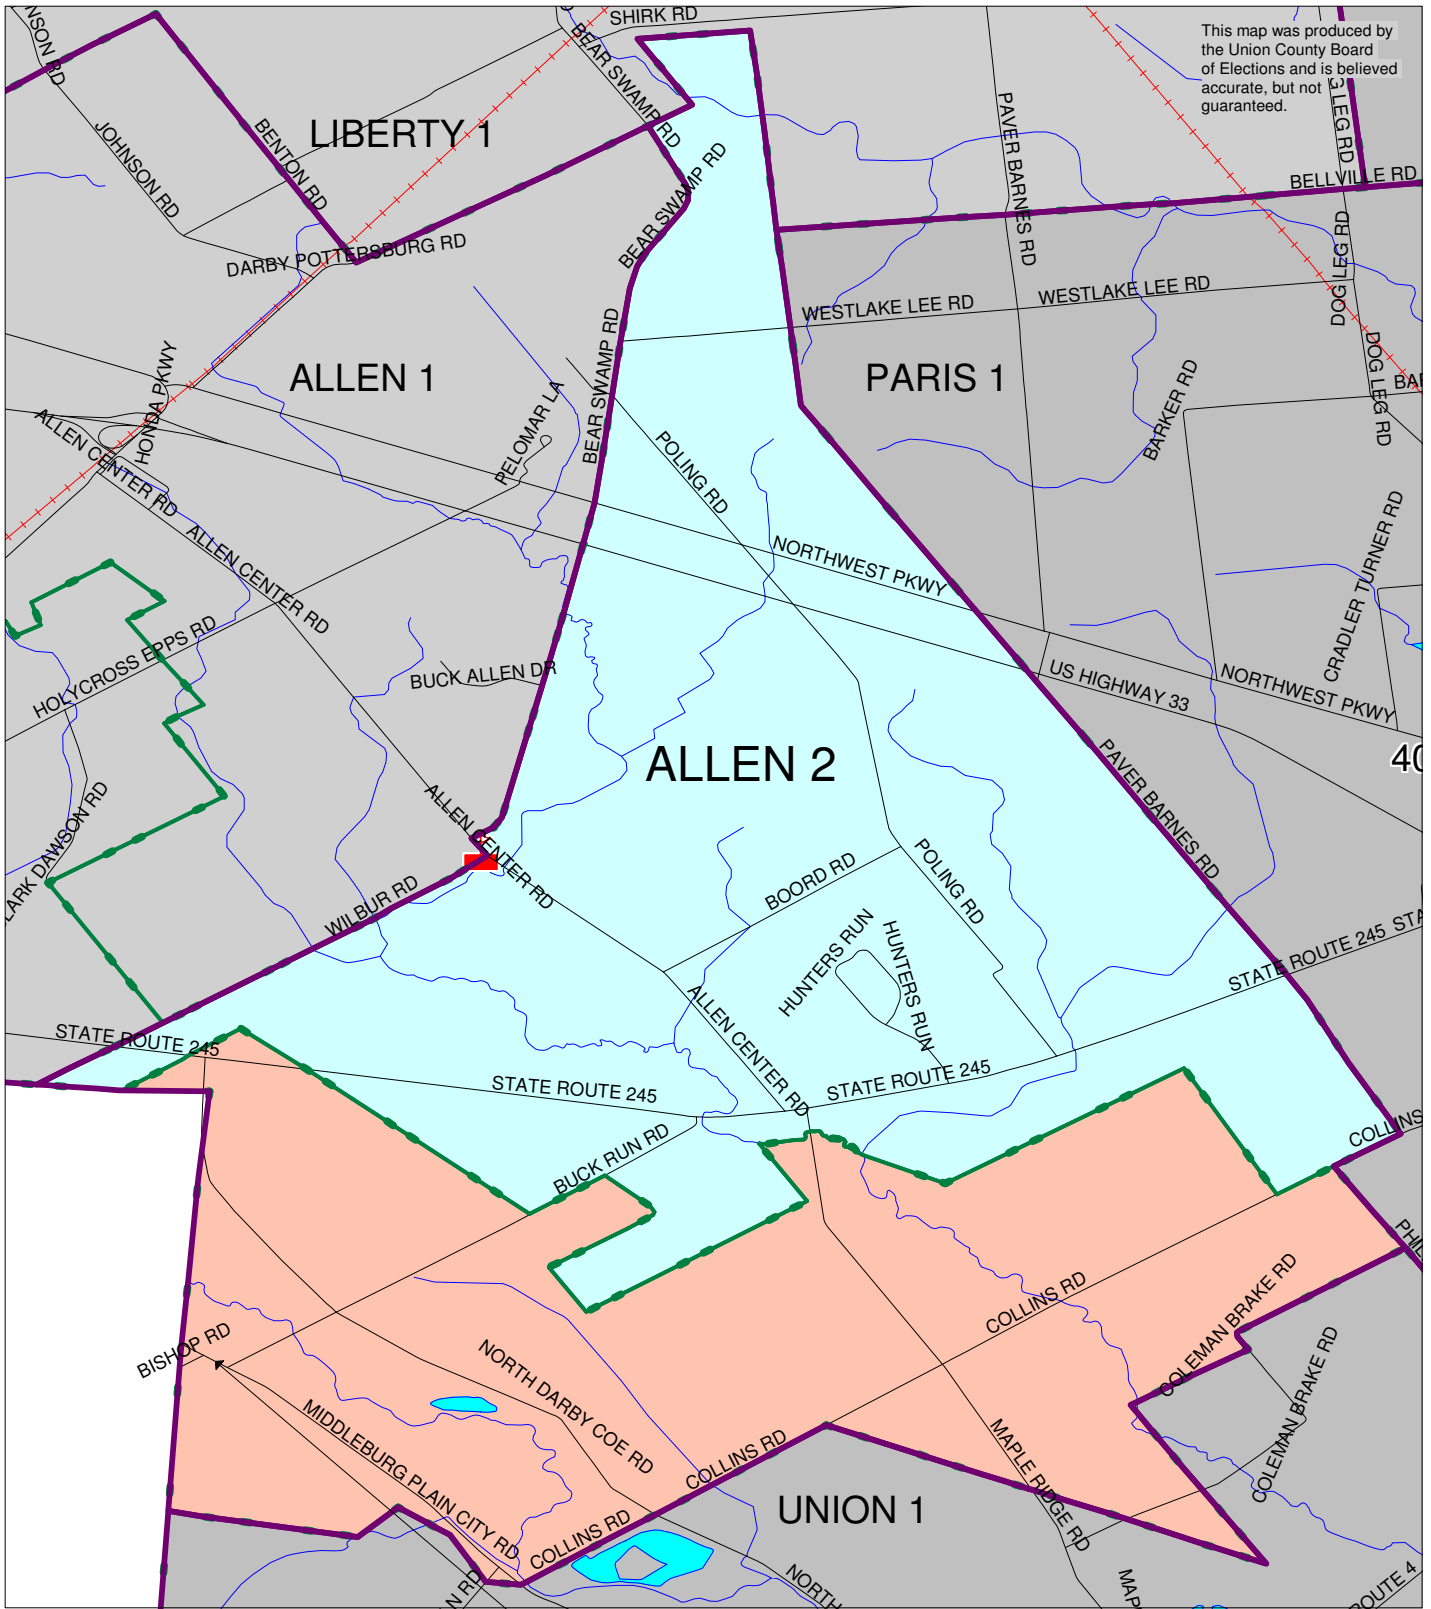 SHIRK RD
This map was produced by
the Union County Board
of Elections and is believed
accurate, but not
guaranteed.
BEAR SWAMP RD
JOHNSON RD
BENTON RD
LIBERTY 1
PAVER BARNES RD
BELLVILLE RD
BEAR SWAMP RD
DARBY POTTERSBURG RD
DOG LEG RD
WESTLAKE LEE RD
WESTLAKE LEE RD
HONDA PKWY
ALLEN 1
BEAR SWAMP RD
PARIS 1
DOG LEG RD
BARKER RD
PELOMAR LA
POLING RD
ALLEN CENTER RD
ALLEN CENTER RD
NORTHWEST PKWY
CRADLER TURNER RD
HOLYCROSS EPPS RD
BUCK ALLEN DR
US HIGHWAY 33
NORTHWEST PKWY
ALLEN 2
40
PAVER BARNES RD
ALLEN CENTER RD
BOORD RD
POLING RD
WILBUR RD
HUNTERS RUN
HUNTERS RUN
STATE ROUTE 245
ALLEN CENTER RD
STATE ROUTE 245
STATE ROUTE 245
STATE ROUTE 245
COLLINS
BUCK RUN RD
COLLINS RD
COLEMAN BRAKE RD
BISHOP RD
NORTH DARBY COE RD
COLEMAN BRAKE RD
MIDDLEBURG PLAIN CITY RD
COLLINS RD
MAPLE RIDGE RD
UNION 1
COLLINS RD
NORTH
ROUTE 4